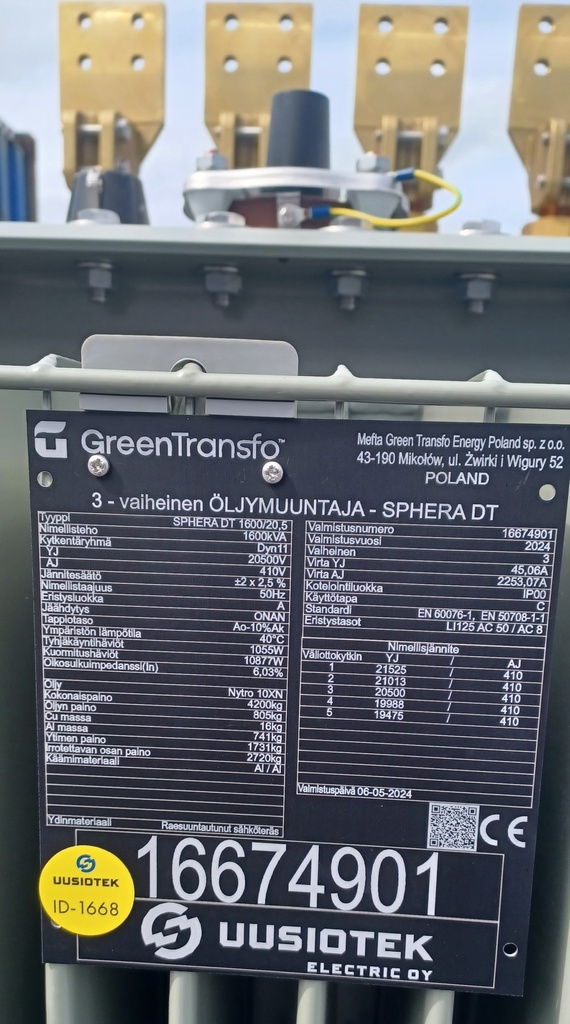 GreenTransfo™
Mefta Green Transfo Energy Poland sp. z o.o.
43-190 Mikołów, ul. Żwirki i Wigury 52
POLAND
3 - vaiheinen ÖLJYMUUNTAJA - SPHERA DT
Tyyppi SPHERA DT 1600/20,5
Nimellisteho 1600kVA
Kytkentäryhmä Dyn11
YJ 20500V
AJ 410V
Jännitesäätö ±2 x 2,5 %
Nimellistaajuus 50Hz
Eristysluokka A
Jäähdytys ONAN
Tappiotaso Ao-10%Ak
Ympäristön lämpötila 40°C
Tyhjäkäyntihäviöt 1055W
Kuormitushäviöt 10877W
Oikosulkuimpedanssi(In) 6,03%
Öljy Nytro 10XN
Kokonaispaino 4200kg
Öljyn paino 805kg
Cu massa 16kg
Al massa 741kg
Ytimen paino 1731kg
Irrotettavan osan paino 2720kg
Käämimateriaali Al / Al
Ydinmateriaali Raesuuntautunut sähköteräs
Valmistusnumero 16674901
Valmistusvuosi 2024
Vaiheinen 3
Virta YJ 45,06A
Virta AJ 2253,07A
Kotelointiluokka IP00
Käyttötapa C
Standardi EN 60076-1, EN 50708-1-1
Eristystasot LI125 AC 50 / AC 8
Nimellisjännite
Väliottokytkin YJ / AJ
1 21525 / 410
2 21013 / 410
3 20500 / 410
4 19988 / 410
5 19475 / 410
Valmistuspäivä 06-05-2024
CE
16674901
UUSIOTEK
ELECTRIC OY
UUSIOTEK
ID-1668